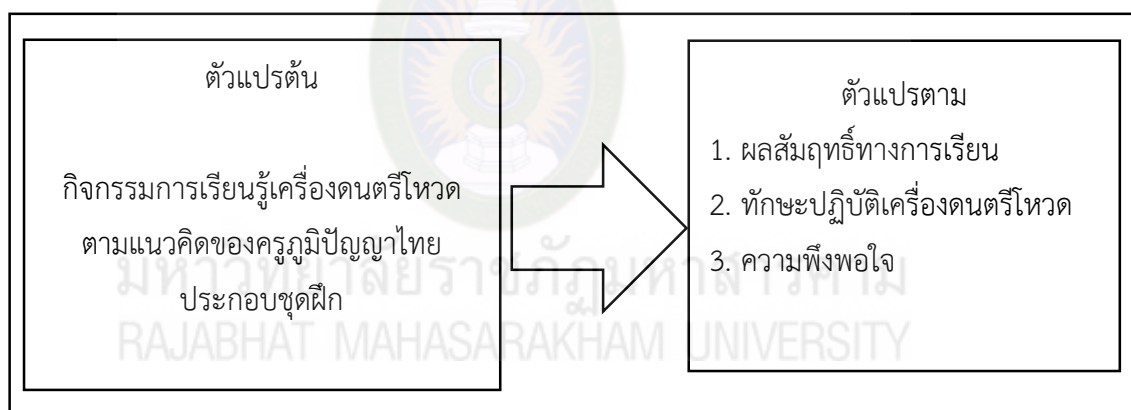 ตัวแปรต้น
กิจกรรมการเรียนรู้เครื่องดนตรีโหวด
ตามแนวคิดของครูภูมิปัญญาไทย
ประกอบชุดฝึก
ตัวแปรตาม
1. ผลสัมฤทธิ์ทางการเรียน
2. ทักษะปฏิบัติเครื่องดนตรีโหวด
3. ความพึงพอใจ
มหาวิทยาลัยราชภัฏมหาสารคาม
RAJABHAT MAHASARAKHAM UNIVERSITY